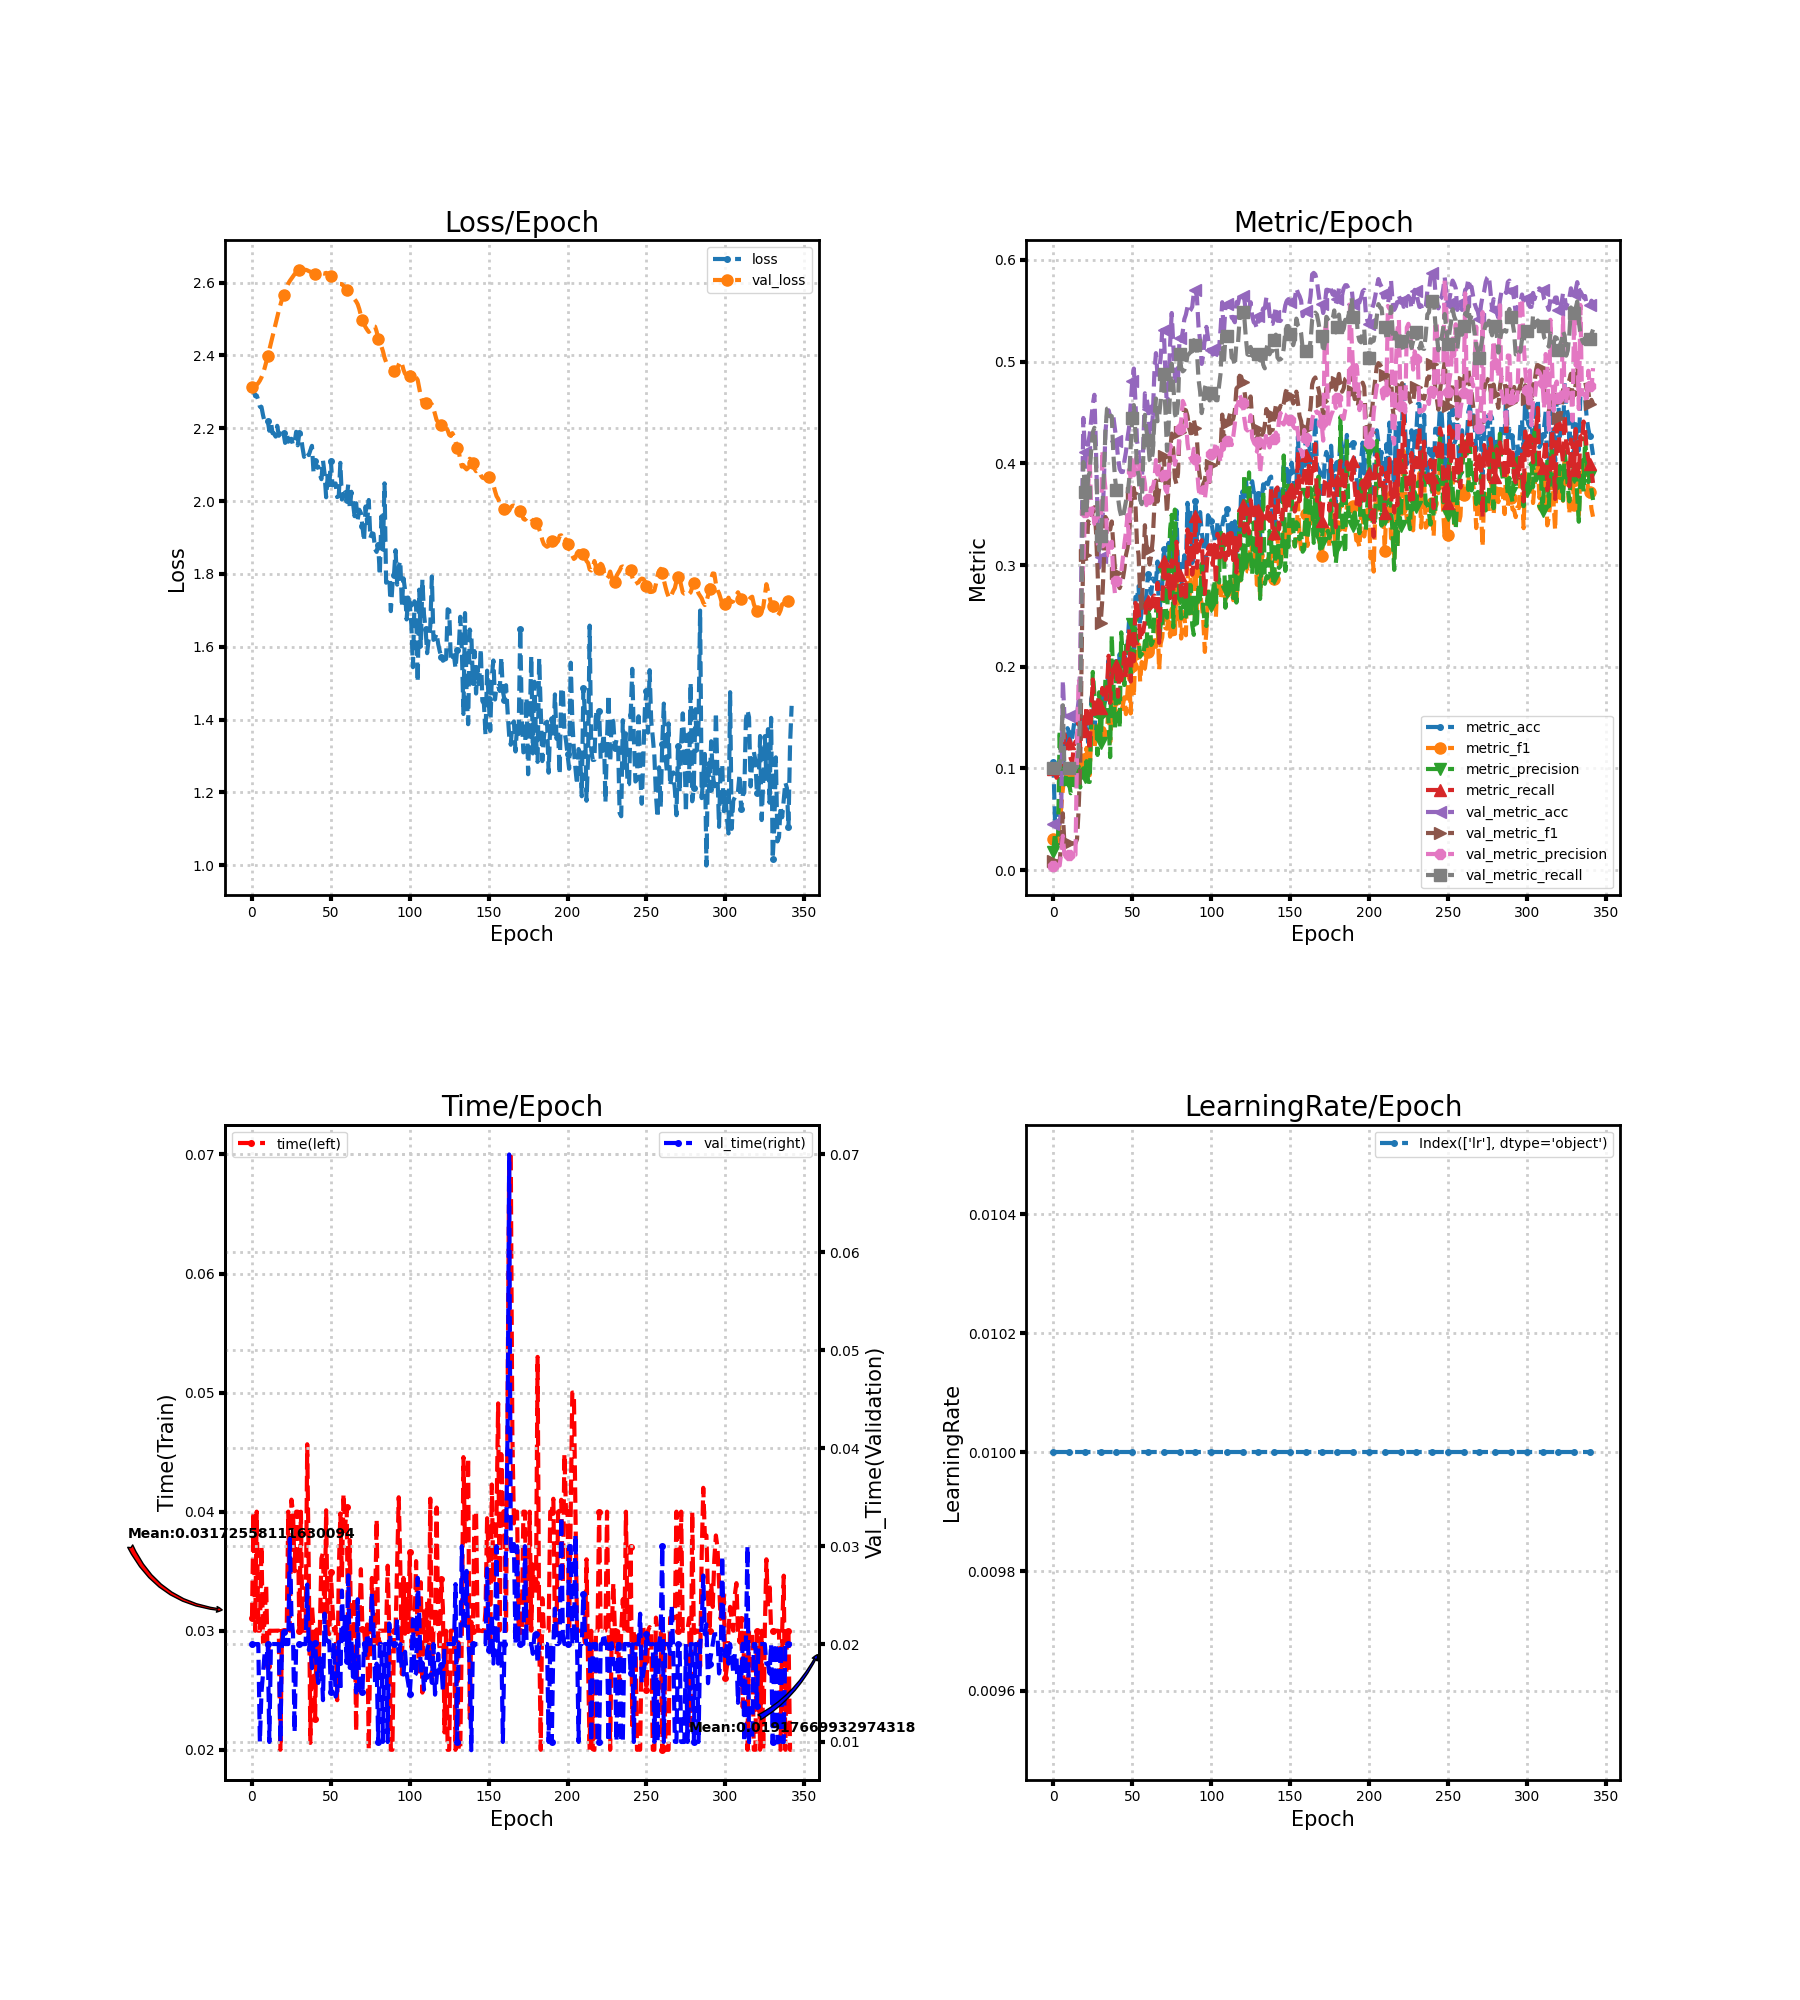 Loss/Epoch
loss
val_loss
2.6
2.4
2.2
2.0
1.8
1.6
1.4
1.2
1.0
Loss
0 50 100 150 200 250 300 350
Epoch
Metric/Epoch
0.6
0.5
0.4
0.3
0.2
0.1
0.0
Metric
metric_acc
metric_f1
metric_precision
metric_recall
val_metric_acc
val_metric_f1
val_metric_precision
val_metric_recall
0 50 100 150 200 250 300 350
Epoch
Time/Epoch
time(left)
val_time(right)
0.07
0.06
0.05
0.04
0.03
0.02
Time(Train)
Mean:0.03172558111630094
0.07
0.06
0.05
0.04
0.03
0.02
0.01
Val_Time(Validation)
Mean:0.01917669932974318
0 50 100 150 200 250 300 350
Epoch
LearningRate/Epoch
Index(['lr'], dtype='object')
0.0104
0.0102
0.0100
0.0098
0.0096
LearningRate
0 50 100 150 200 250 300 350
Epoch